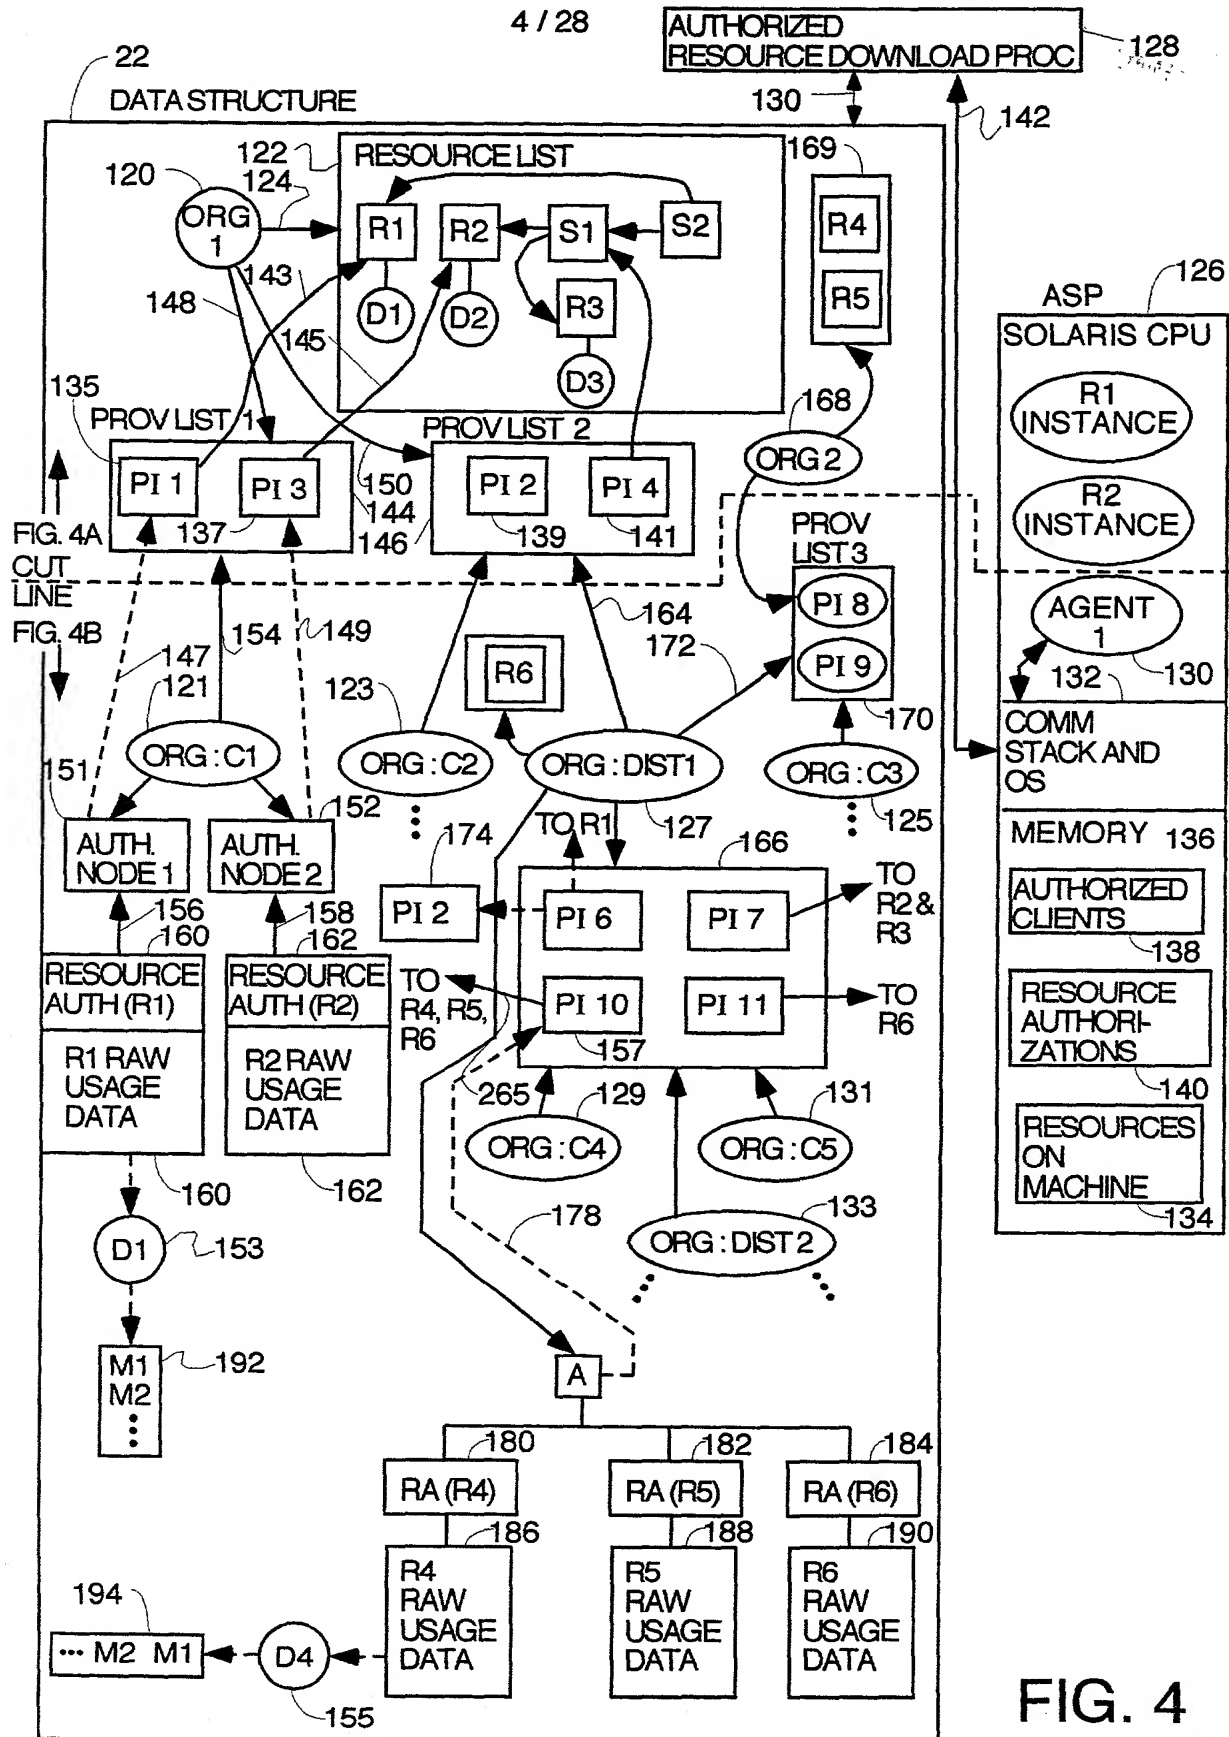 4 / 28
AUTHORIZED
RESOURCE DOWNLOAD PROC
128
22
DATA STRUCTURE
130
142
122
RESOURCE LIST
169
120
124
ORG
1
R1
R2
S1
S2
R4
R5
143
148
D1
D2
R3
D3
145
126
ASP
SOLARIS CPU
R1
INSTANCE
R2
INSTANCE
135
PROV LIST 1
PROV LIST 2
168
ORG 2
PI 1
PI 3
PI 2
PI 4
150
144
137
146
139
141
FIG. 4A
CUT
LINE
FIG. 4B
PROV
LIST 3
PI 8
PI 9
AGENT
1
154
149
147
164
172
R6
123
121
132
130
170
COMM
STACK AND
OS
ORG : C1
ORG : C2
ORG : DIST1
ORG : C3
151
152
127
125
TO R1
AUTH.
NODE 1
AUTH.
NODE 2
174
166
MEMORY
136
AUTHORIZED
CLIENTS
138
PI 2
PI 6
PI 7
TO
R2 &
R3
156
158
160
162
RESOURCE
AUTH (R1)
RESOURCE
AUTH (R2)
TO
R4, R5,
R6
PI 10
PI 11
TO
R6
157
RESOURCE
AUTHORI-
ZATIONS
140
R1 RAW
USAGE
DATA
R2 RAW
USAGE
DATA
265
129
131
ORG : C4
ORG : C5
RESOURCES
ON
MACHINE
134
160
162
178
133
ORG : DIST 2
D1
153
M1
M2
192
A
180
182
184
RA (R4)
RA (R5)
RA (R6)
186
188
190
R4
RAW
USAGE
DATA
R5
RAW
USAGE
DATA
R6
RAW
USAGE
DATA
194
... M2 M1
D4
155
FIG. 4